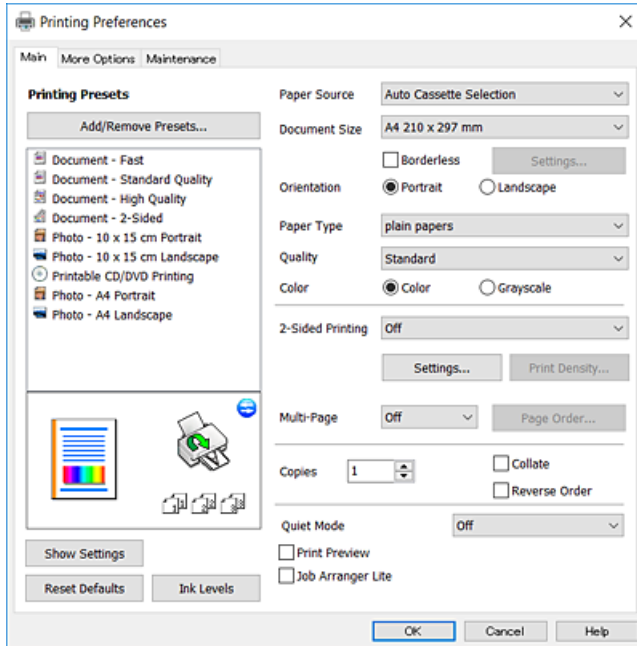 Printing Preferences
Main More Options Maintenance
Printing Presets
Add/Remove Presets...
Document - Fast
Document - Standard Quality
Document - High Quality
Document - 2-Sided
Photo - 10 x 15 cm Portrait
Photo - 10 x 15 cm Landscape
Printable CD/DVD Printing
Photo - A4 Portrait
Photo - A4 Landscape
Show Settings
Reset Defaults Ink Levels
Paper Source Auto Cassette Selection
Document Size A4 210 x 297 mm
Borderless Settings...
Orientation Portrait Landscape
Paper Type plain papers
Quality Standard
Color Color Grayscale
2-Sided Printing Off
Settings... Print Density...
Multi-Page Off Page Order...
Copies 1 Collate
Reverse Order
Quiet Mode Off
Print Preview
Job Arranger Lite
OK Cancel Help